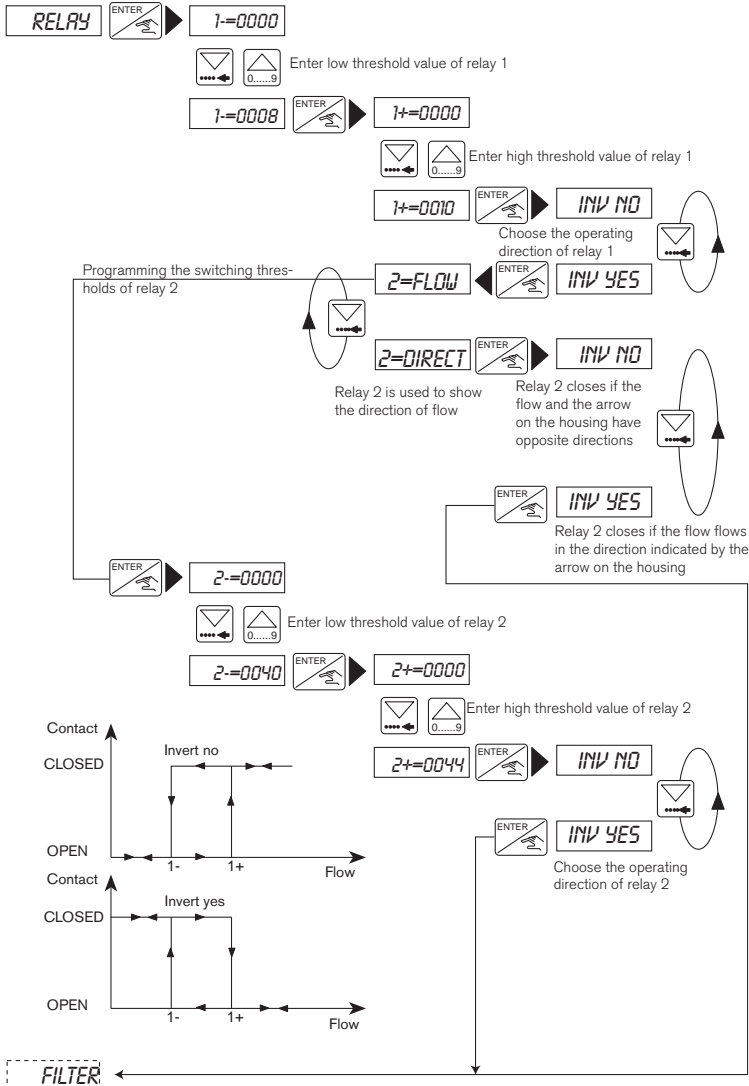 RELAY ENTER 1-=0000
0......9 Enter low threshold value of relay 1
1-=0008 ENTER 1+=0000
0......9 Enter high threshold value of relay 1
1+=0010 ENTER INV NO
Choose the operating
direction of relay 1
Programming the switching thres-
holds of relay 2
2=FLOW ENTER INV YES
2=DIRECT ENTER INV NO
Relay 2 is used to show
the direction of flow
Relay 2 closes if the
flow and the arrow
on the housing have
opposite directions
ENTER INV YES
Relay 2 closes if the flow flows
in the direction indicated by the
arrow on the housing
ENTER 2-=0000
0......9 Enter low threshold value of relay 2
2-=0040 ENTER 2+=0000
0......9 Enter high threshold value of relay 2
2+=0044 ENTER INV NO
ENTER INV YES
Choose the operating
direction of relay 2
Contact
CLOSED
Invert no
OPEN
1- 1+ Flow
Contact
CLOSED
Invert yes
OPEN
1- 1+ Flow
FILTER